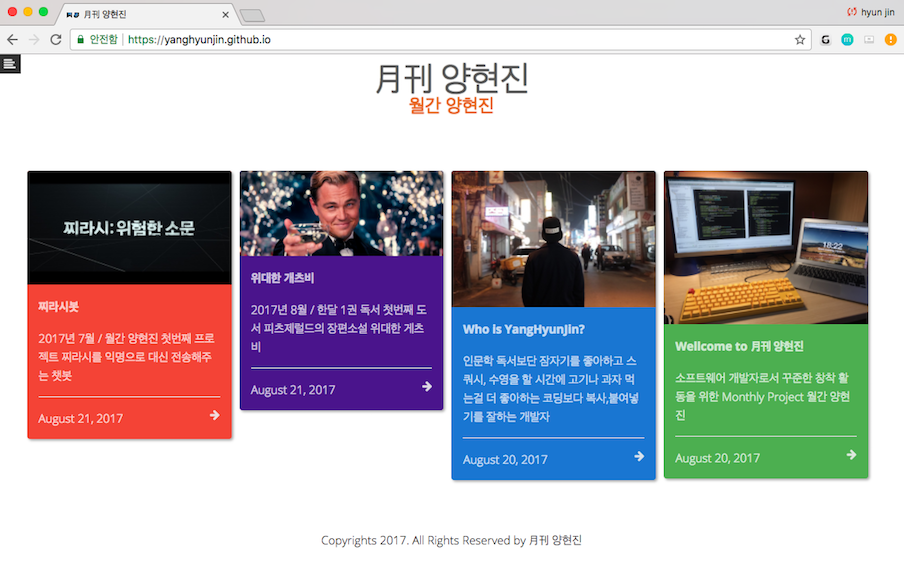 月刊 양현진
hyun jin
안전함
https://yanghyunjin.github.io
月刊 양현진
월간 양현진
찌라시: 위험한 소문
찌라시봇
2017년 7월 / 월간 양현진 첫번째 프로
젝트 찌라시를 익명으로 대신 전송해주
는 챗봇
August 21, 2017
위대한 개츠비
2017년 8월 / 한달 1권 독서 첫번째 도
서 피츠제럴드의 장편소설 위대한 개츠
비
August 21, 2017
Who is YangHyunJin?
인문학 독서보단 잠자기를 좋아하고 스
쿼시, 수영을 할 시간에 고기나 과자 먹
는걸 더 좋아하는 코딩보다 복사,붙여넣
기를 잘하는 개발자
August 20, 2017
18:22
Wellcome to 月刊 양현진
소프트웨어 개발자로서 꾸준한 창작 활
동을 위한 Monthly Project 월간 양현
진
August 20, 2017
Copyrights 2017. All Rights Reserved by 月刊 양현진